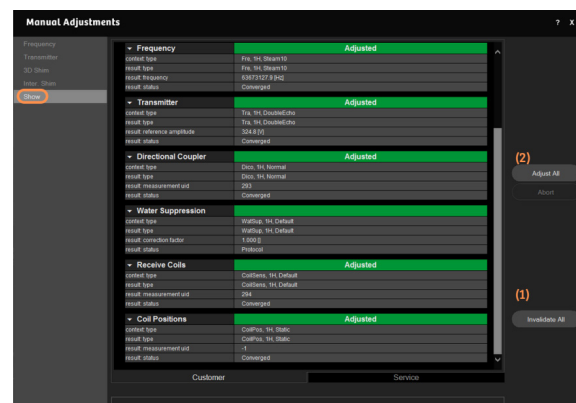 Manual Adjustments
? X
Frequency
Transmitter
3D Shim
Inter. Shim
Show
Frequency Adjusted
context type Fre, 1H, Steam10
result type Fre, 1H, Steam10
result frequency 63673127.9 [Hz]
result status Converged
Transmitter Adjusted
context type Tra, 1H, DoubleEcho
result type Tra, 1H, DoubleEcho
result reference amplitude 324.8 [V]
result status Converged
Directional Coupler Adjusted
context type Dico, 1H, Normal
result type Dico, 1H, Normal
result measurement uid 293
result status Converged
Water Suppression
context type WatSup, 1H, Default
result type WatSup, 1H, Default
result correction factor 1.000 []
result status Protocol
Receive Coils Adjusted
context type CoilSens, 1H, Default
result type CoilSens, 1H, Default
result measurement uid 294
result status Converged
Coil Positions Adjusted
context type CoilPos, 1H, Static
result type CoilPos, 1H, Static
result measurement uid -1
result status Converged
Customer Service
(2)
Adjust All
Abort
(1)
Invalidate All